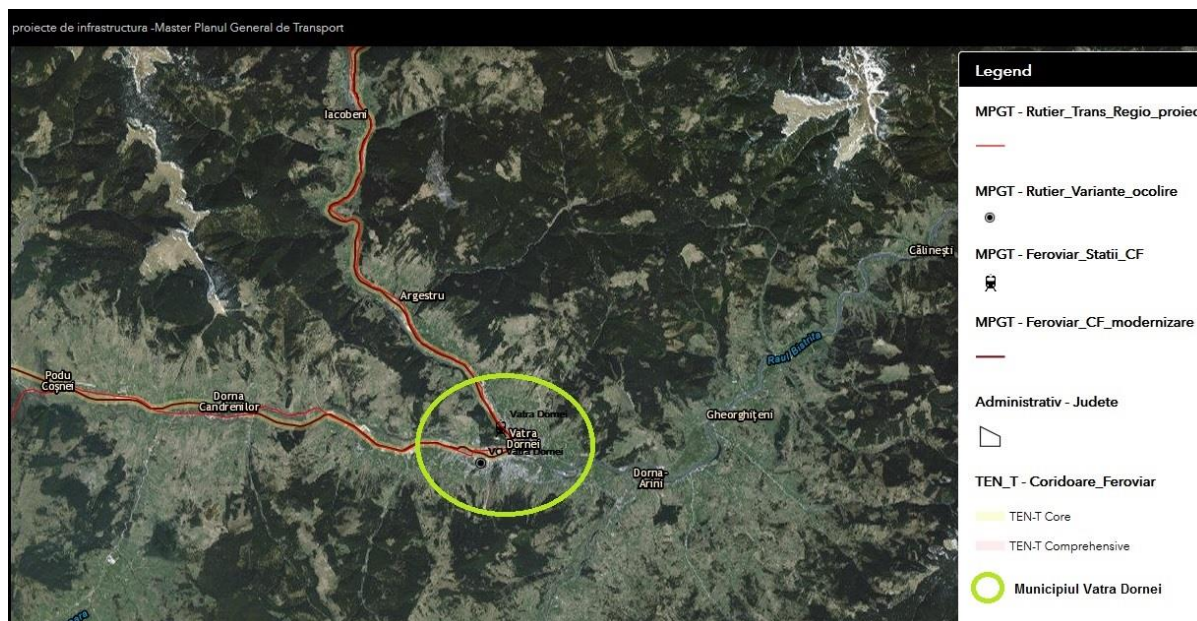 proiecte de infrastructura -Master Planul General de Transport
Iacobeni
Argestru
Podu
Coșnei
Dorna
Candrenilor
Vatra Dornei
Vatra
Dornei
VO Vatra Dornei
Dorna-
Arini
Gheorghițeni
Raul Bistrita
Călinești
Legend
MPGT - Rutier_Trans_Regio_proiec
MPGT - Rutier_Variante_ocolire
MPGT - Feroviar_Statii_CF
MPGT - Feroviar_CF_modernizare
Administrativ - Judete
TEN_T - Coridoare_Feroviar
TEN-T Core
TEN-T Comprehensive
Municipiul Vatra Dornei